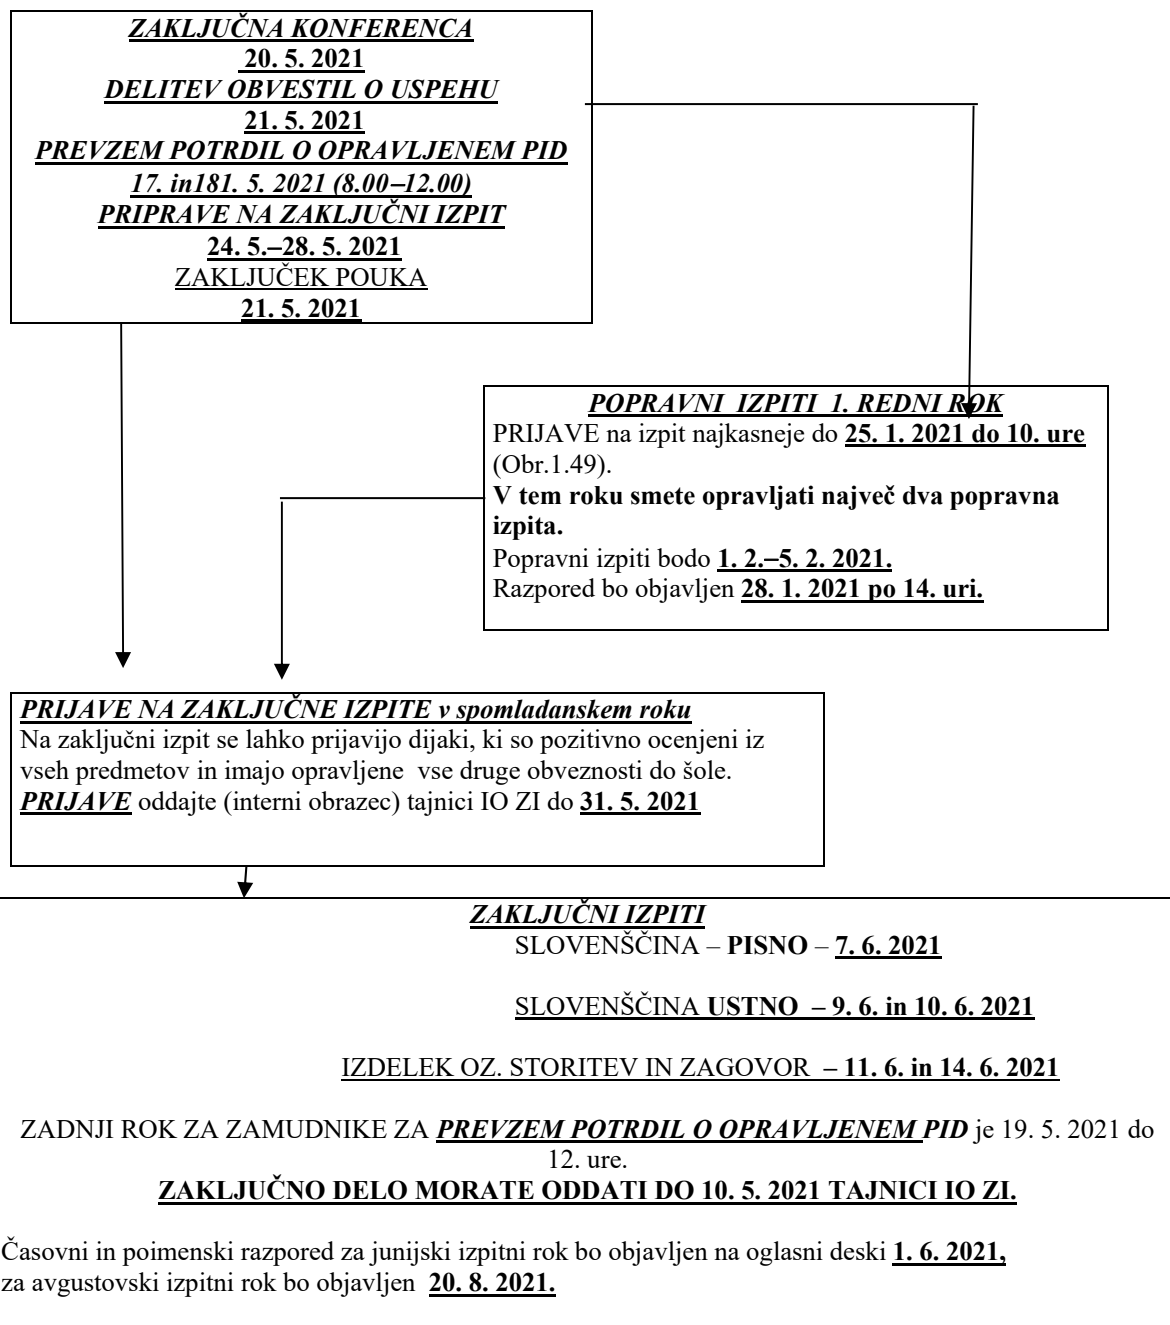 ZAKLJUČNA KONFERENCA
20. 5. 2021
DELITEV OBVESTIL O USPEHU
21. 5. 2021
PREVZEM POTRDIL O OPRAVLJENEM PID
17. in181. 5. 2021 (8.00–12.00)
PRIPRAVE NA ZAKLJUČNI IZPIT
24. 5.–28. 5. 2021
ZAKLJUČEK POUKA
21. 5. 2021
POPRAVNI IZPITI 1. REDNI ROK
PRIJAVE na izpit najkasneje do 25. 1. 2021 do 10. ure
(Obr.1.49).
V tem roku smete opravljati največ dva popravna
izpita.
Popravni izpiti bodo 1. 2.–5. 2. 2021.
Razpored bo objavljen 28. 1. 2021 po 14. uri.
PRIJAVE NA ZAKLJUČNE IZPITE v spomladanskem roku
Na zaključni izpit se lahko prijavijo dijaki, ki so pozitivno ocenjeni iz
vseh predmetov in imajo opravljene vse druge obveznosti do šole.
PRIJAVE oddajte (interni obrazec) tajnici IO ZI do 31. 5. 2021
ZAKLJUČNI IZPITI
SLOVENŠČINA – PISNO – 7. 6. 2021
SLOVENŠČINA USTNO – 9. 6. in 10. 6. 2021
IZDELEK OZ. STORITEV IN ZAGOVOR – 11. 6. in 14. 6. 2021
ZADNJI ROK ZA ZAMUDNIKE ZA PREVZEM POTRDIL O OPRAVLJENEM PID je 19. 5. 2021 do
12. ure.
ZAKLJUČNO DELO MORATE ODDATI DO 10. 5. 2021 TAJNICI IO ZI.
Časovni in poimenski razpored za junijski izpitni rok bo objavljen na oglasni deski 1. 6. 2021,
za avgustovski izpitni rok bo objavljen 20. 8. 2021.